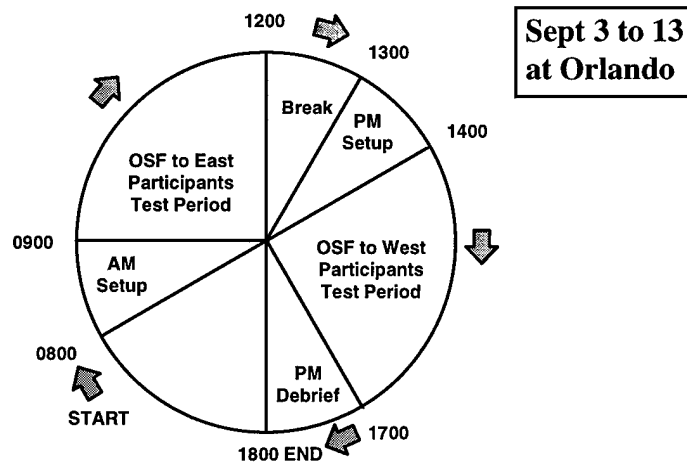 Sept 3 to 13
at Orlando
1200
1300
Break
PM
Setup
1400
OSF to East
Participants
Test Period
0900
AM
Setup
OSF to West
Participants
Test Period
0800
START
PM
Debrief
1700
1800 END